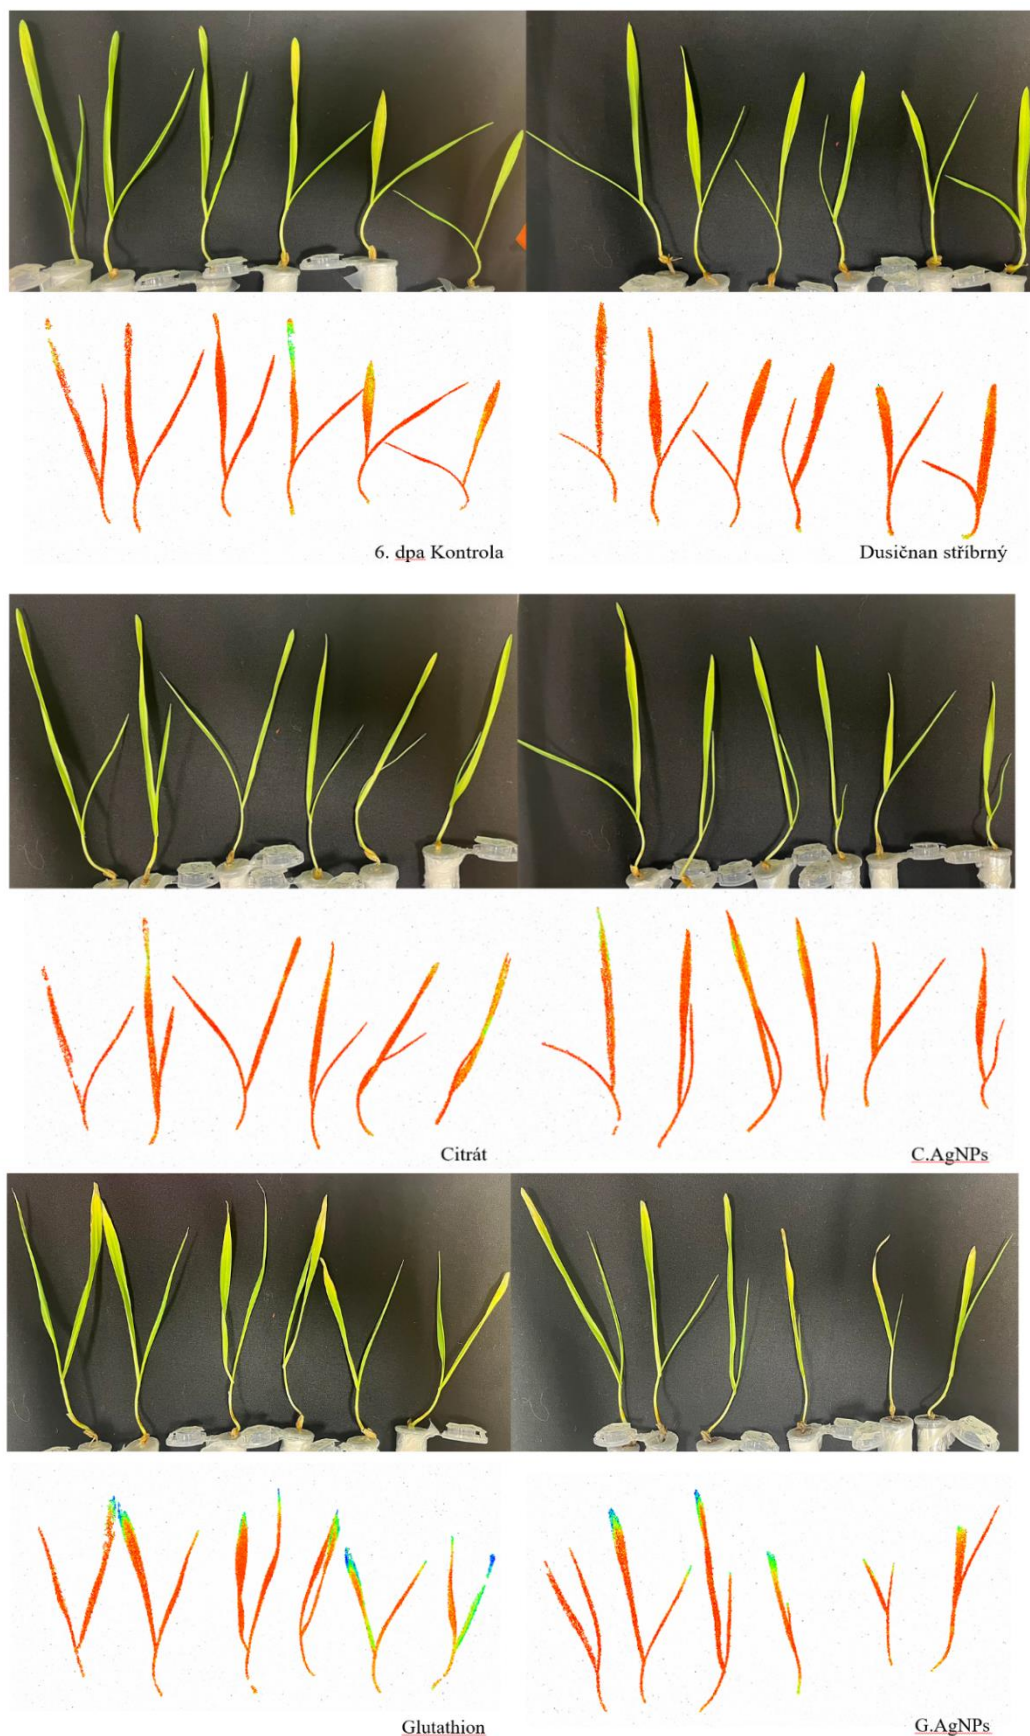 6. dpa Kontrola
Dusičnan stříbrný
Citrát
C.AgNPs
Glutathion
G.AgNPs